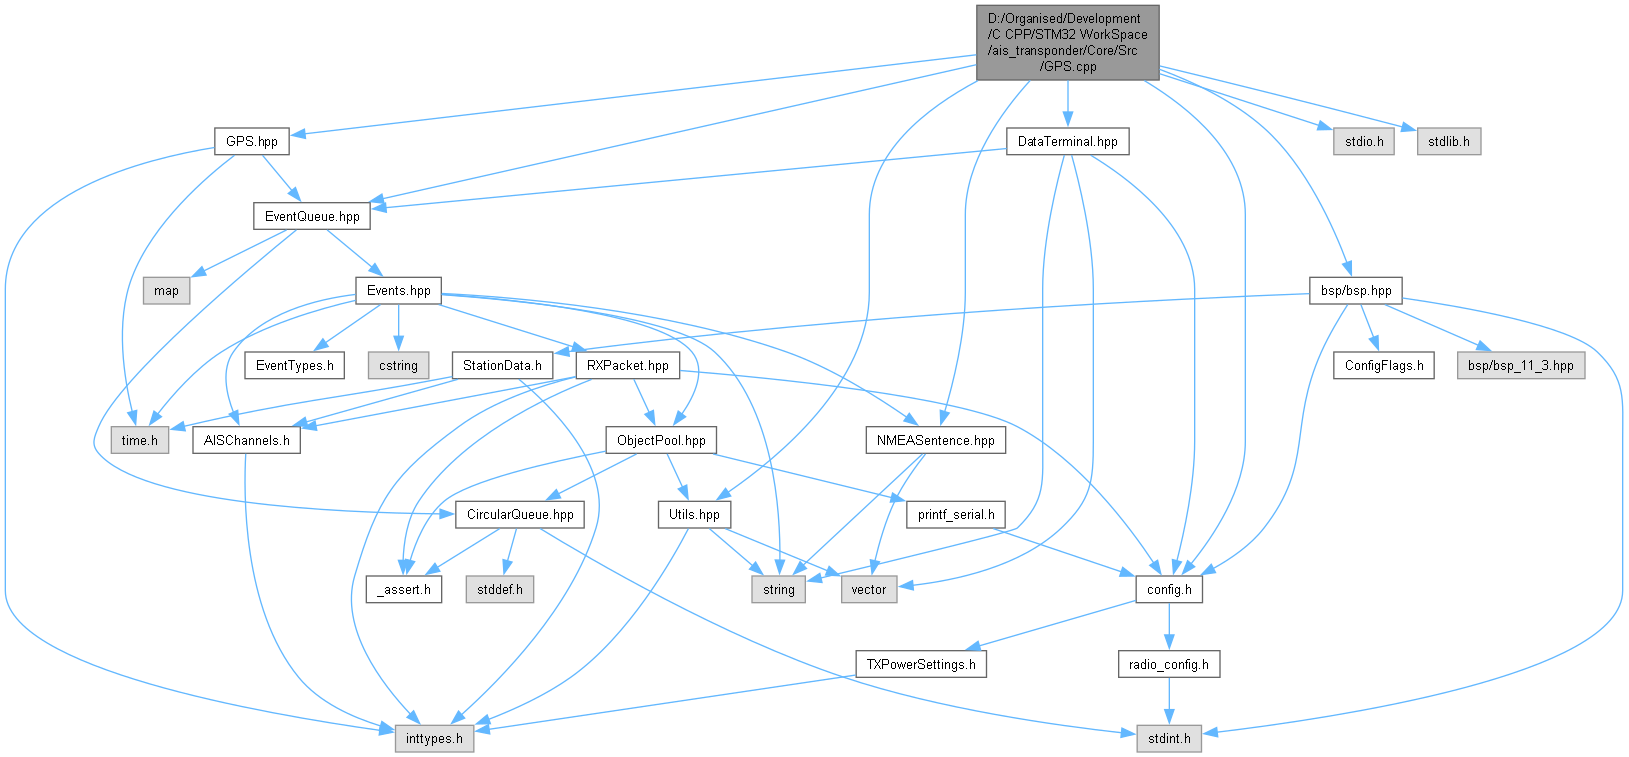 D:/Organised/Development
/C CPP/STM32 WorkSpace
/ais_transponder/Core/Src
/GPS.cpp
GPS.hpp
DataTerminal.hpp
stdio.h
stdlib.h
EventQueue.hpp
map
Events.hpp
bsp/bsp.hpp
EventTypes.h
cstring
StationData.h
RXPacket.hpp
ConfigFlags.h
bsp/bsp_11_3.hpp
time.h
AISChannels.h
ObjectPool.hpp
NMEASentence.hpp
CircularQueue.hpp
Utils.hpp
printf_serial.h
_assert.h
stddef.h
string
vector
config.h
TXPowerSettings.h
radio_config.h
inttypes.h
stdint.h